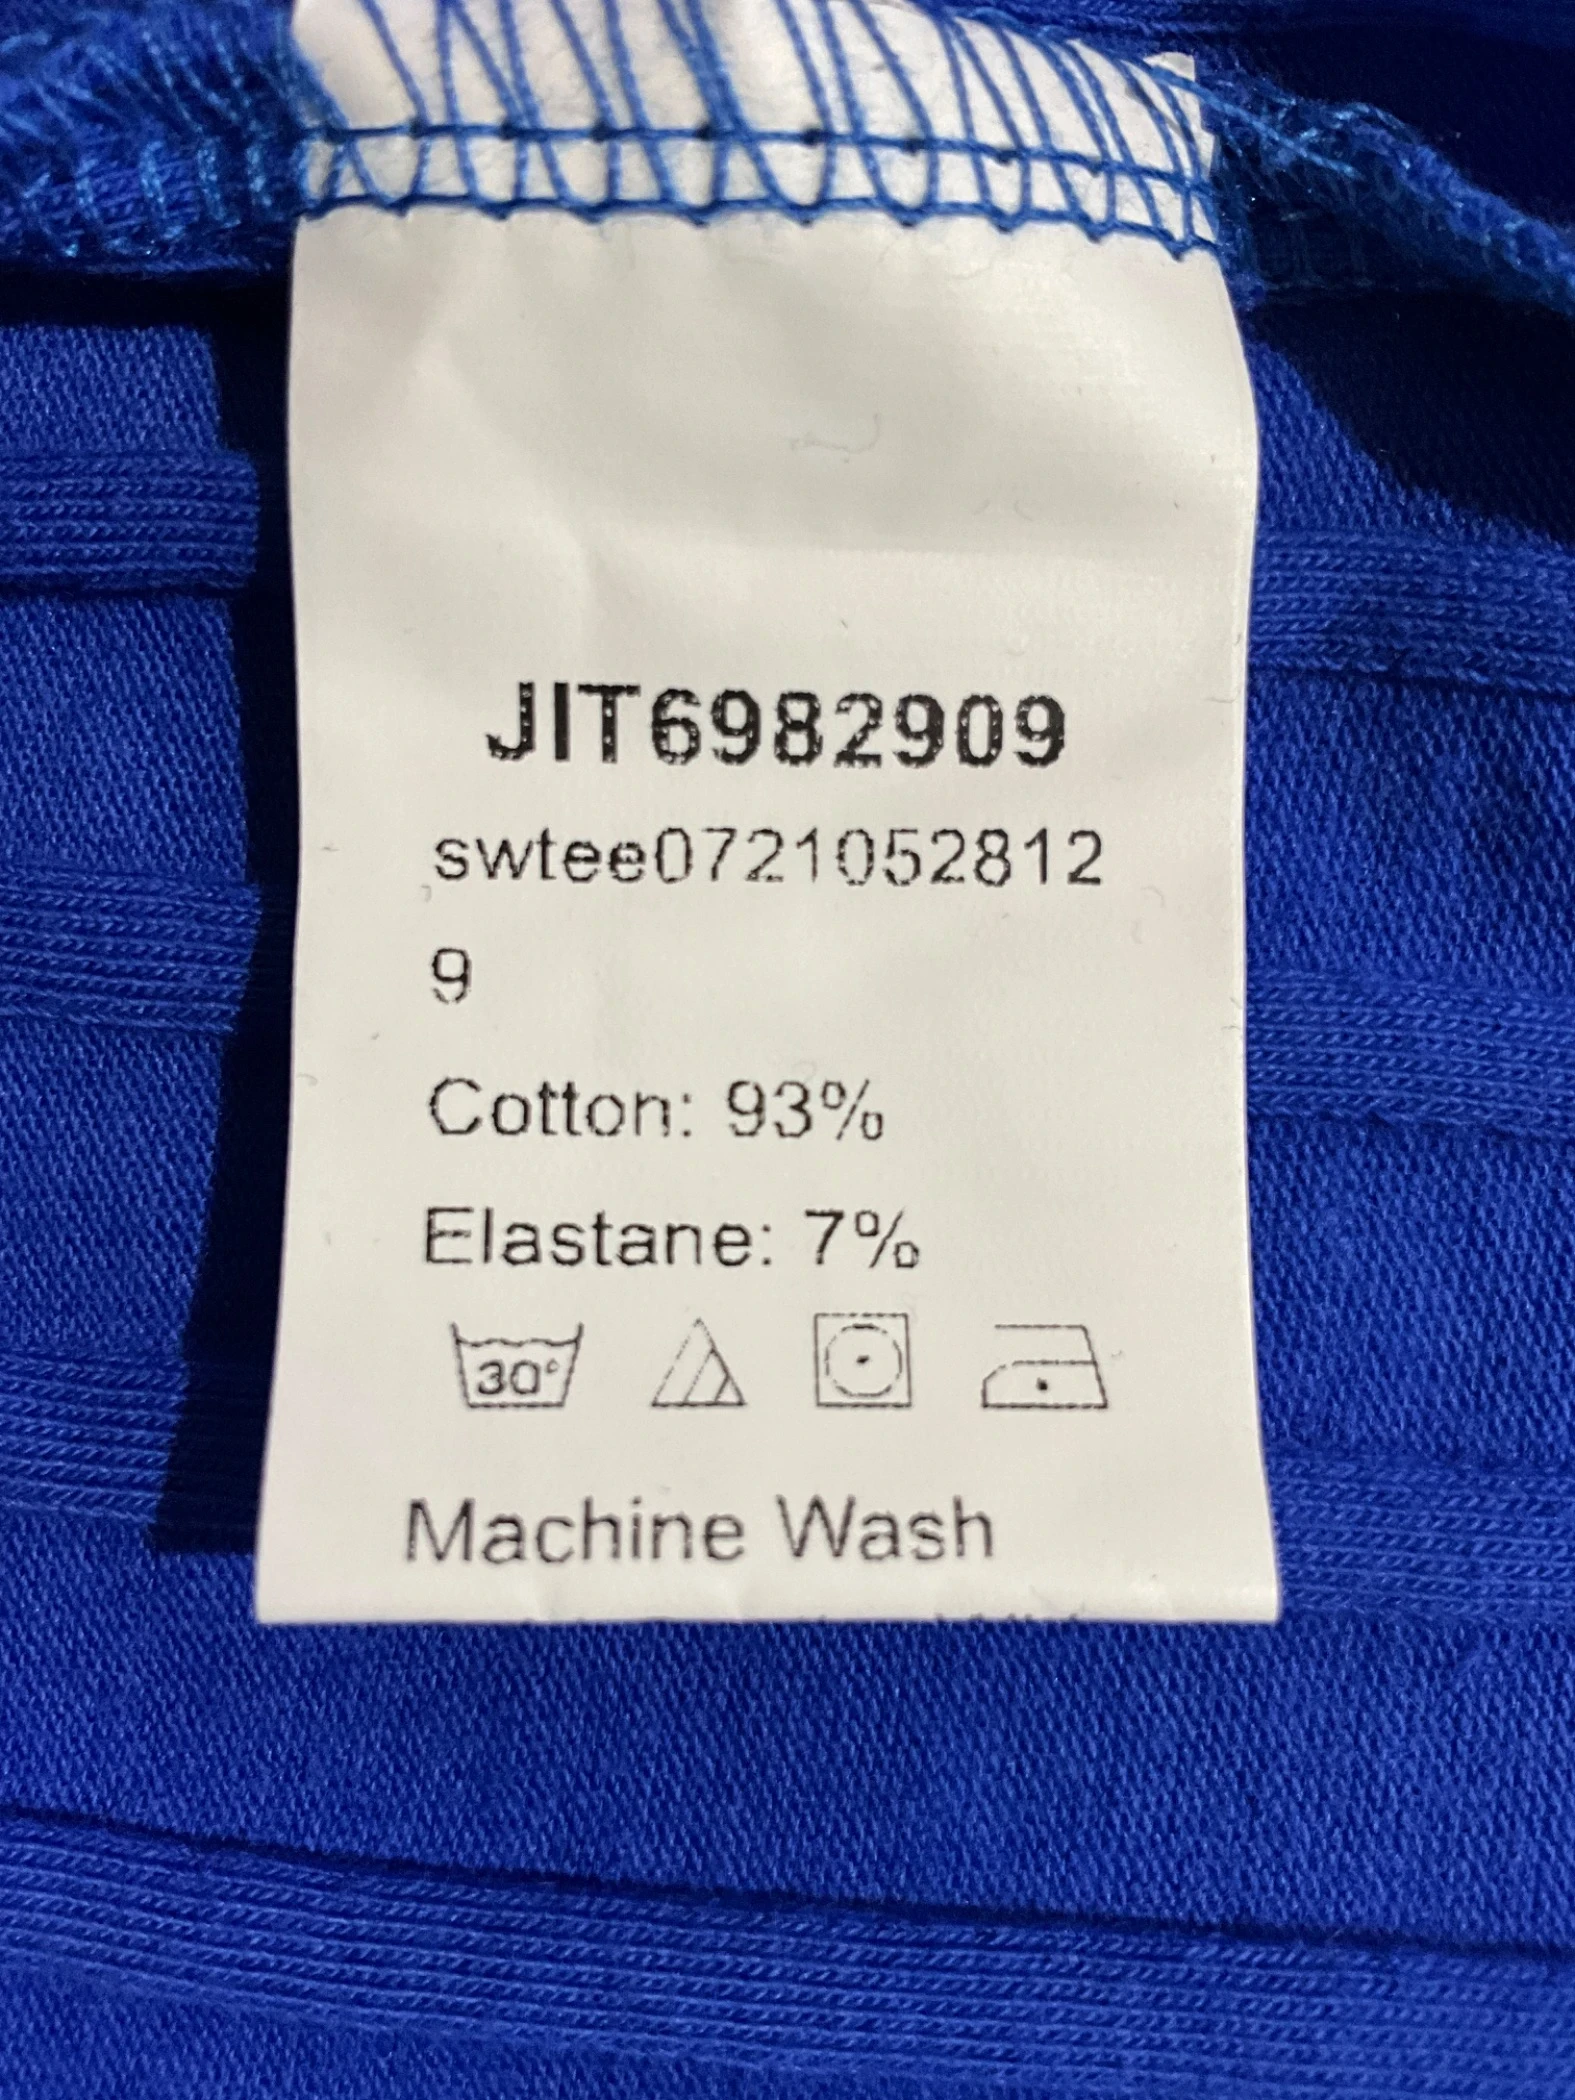 JIT6982909
swtee0721052812
9
Cotton: 93%
Elastane: 7%
30°
Machine Wash